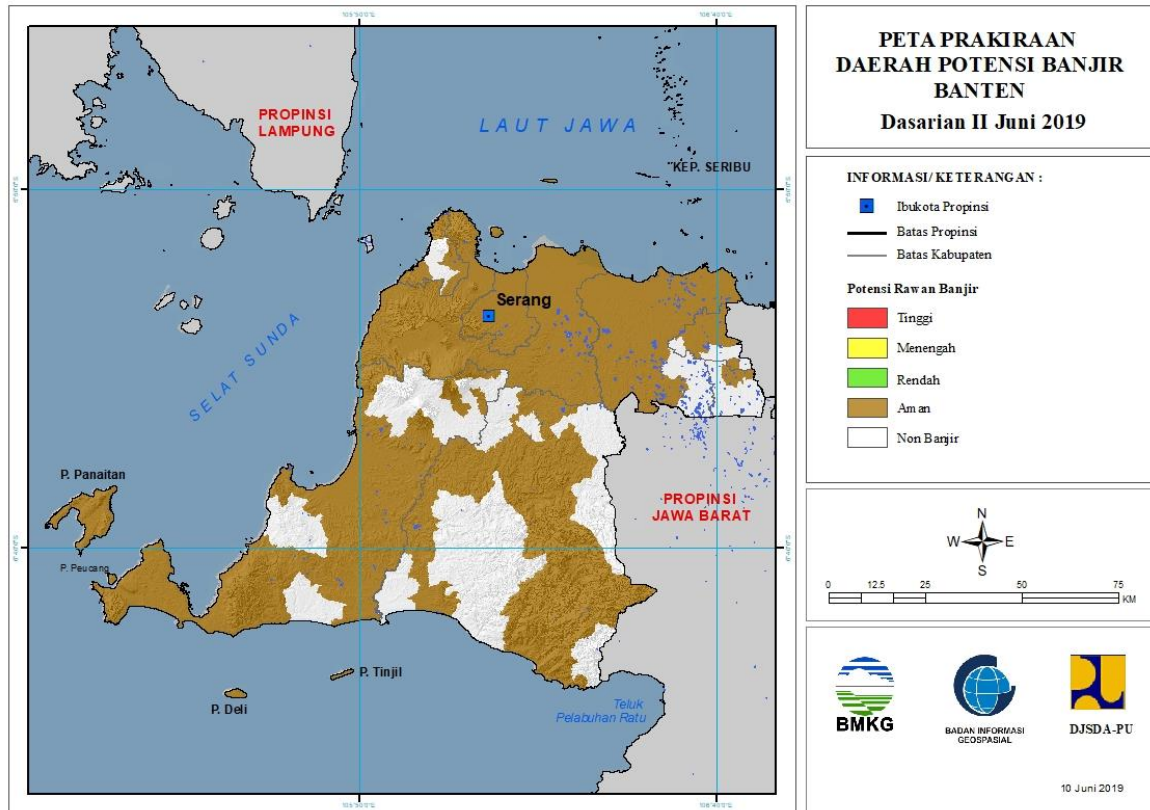 PETA PRAKIRAAN
DAERAH POTENSI BANJIR
BANTEN
Dasarian II Juni 2019
INFORMASI/ KETERANGAN :
Ibukota Propinsi
Batas Propinsi
Batas Kabupaten
Potensi Rawan Banjir
Tinggi
Menengah
Rendah
Aman
Non Banjir
N
W E
S
0 12.5 25 50 75
KM
BMKG
BADAN INFORMASI
GEOSPASIAL
DJSDA-PU
10 Juni 2019
PROPINSI
LAMPUNG
LAUT JAWA
KEP. SERIBU
Serang
SELAT SUNDA
P. Panaitan
P. Peucang
PROPINSI
JAWA BARAT
P. Tinjil
P. Deli
Teluk
Pelabuhan Ratu